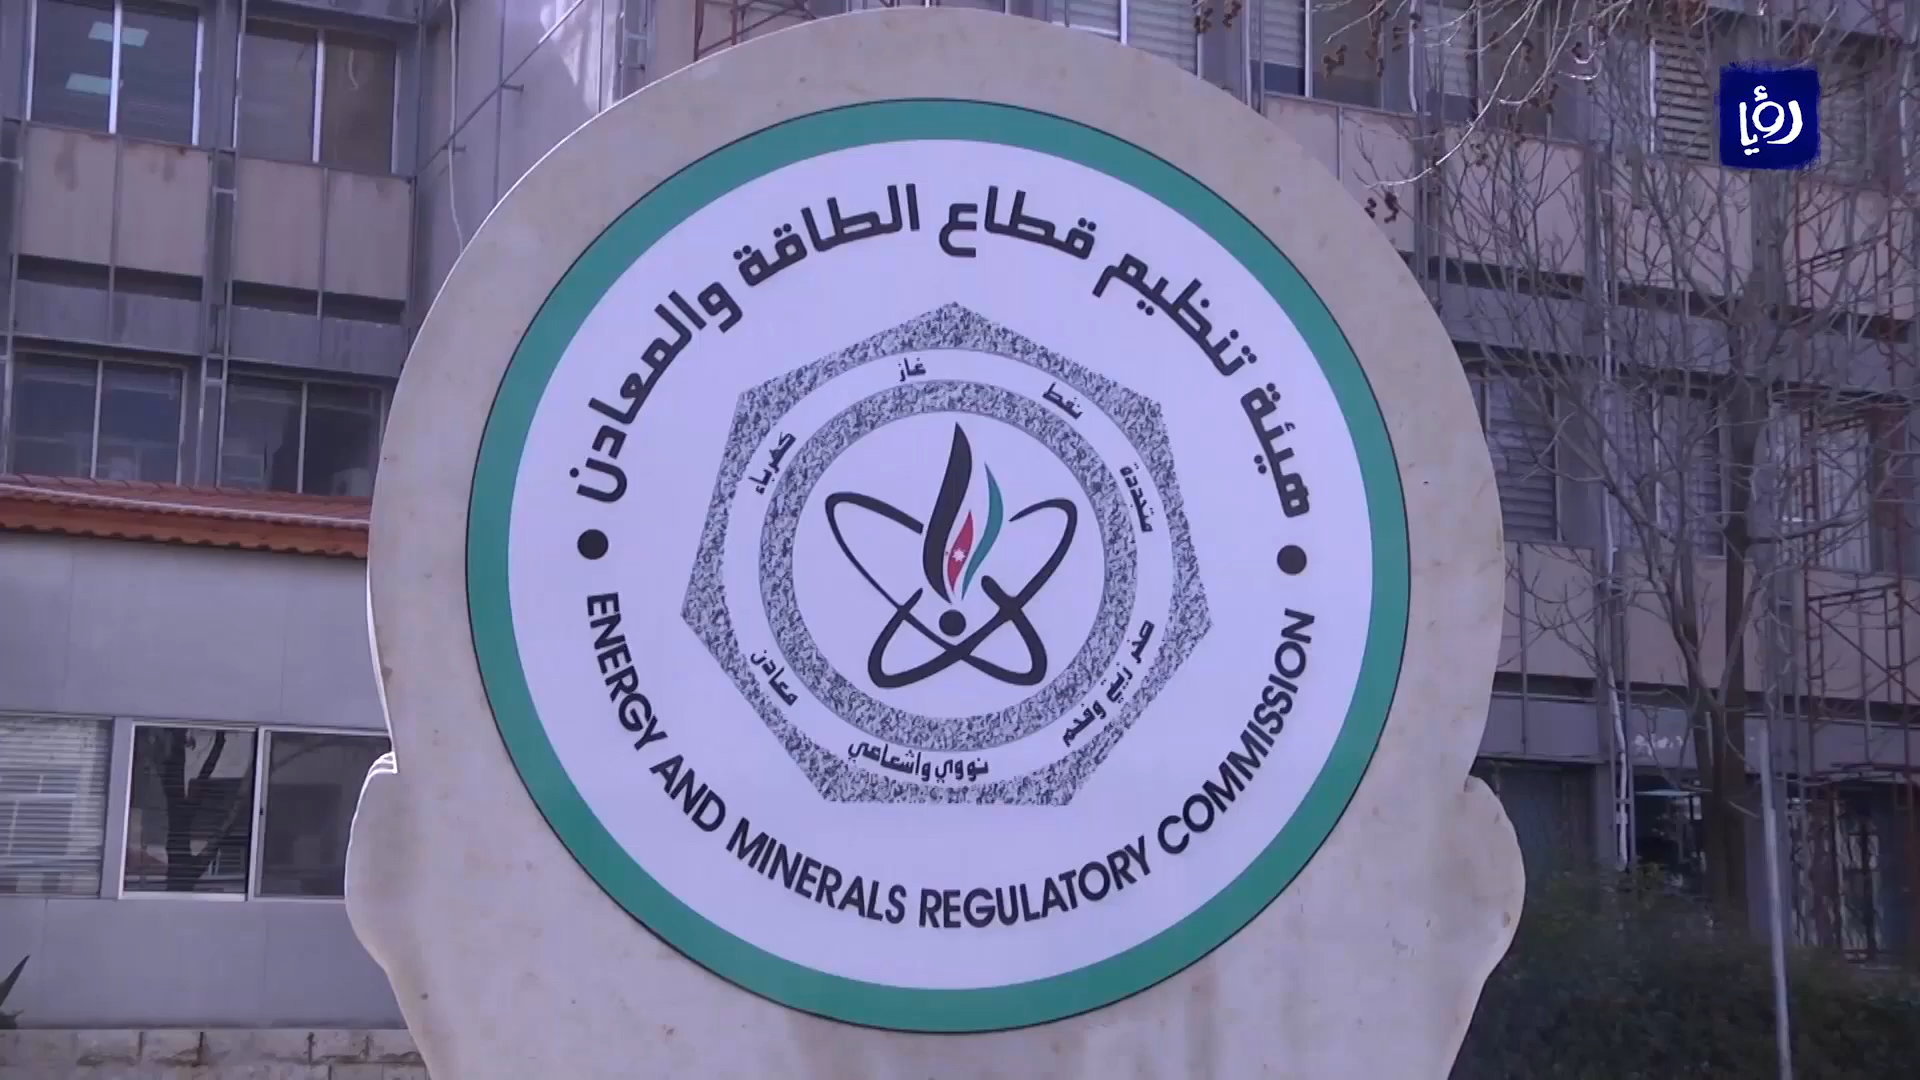 رؤيا
هيئة تنظيم قطاع الطاقة والمعادن
غاز
نفط
كهرباء
متجددة
معادن
صخر زيتي وفحم
نووي وإشعاعي
ENERGY AND MINERALS REGULATORY COMMISSION